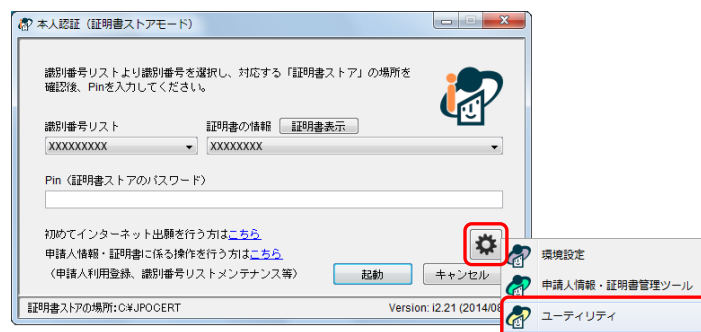 本人認証（証明書ストアモード）
識別番号リストより識別番号を選択し、対応する「証明書ストア」の場所を
確認後、Pinを入力してください。
識別番号リスト
証明書の情報
証明書表示
XXXXXXXXX
XXXXXXXX
Pin（証明書ストアのパスワード）
初めてインターネット出願を行う方はこちら
申請人情報・証明書に係る操作を行う方はこちら
（申請人利用登録、識別番号リストメンテナンス等）
起動
キャンセル
環境設定
申請人情報・証明書管理ツール
ユーティリティ
証明書ストアの場所:C¥JPOCERT
Version: i2.21 (2014/08